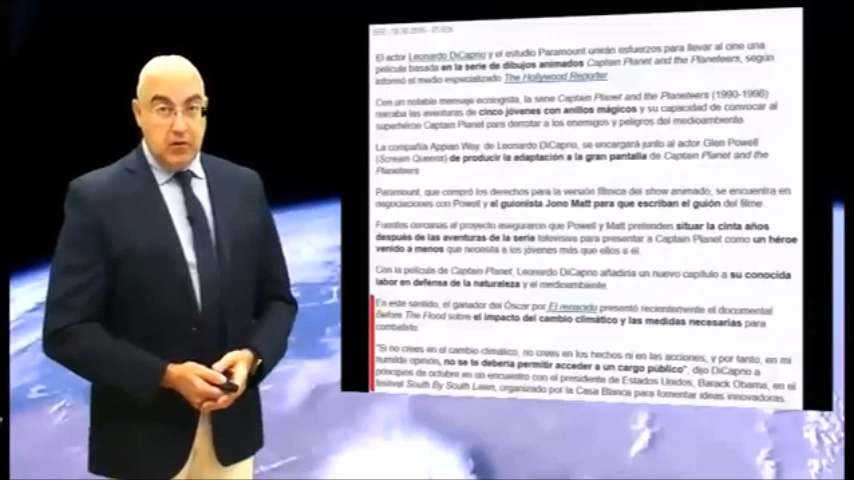 EFE - 19.10.2016 - 07:50h
El actor Leonardo DiCaprio y el estudio Paramount unirán esfuerzos para llevar al cine una
película basada en la serie de dibujos animados Captain Planet and the Planeteers, según
informó el medio especializado The Hollywood Reporter
Con un notable mensaje ecologista, la serie Captain Planet and the Planeteers (1990-1996)
narraba las aventuras de cinco jóvenes con anillos mágicos y su capacidad de convocar al
superhéroe Captain Planet para derrotar a los enemigos y peligros del medioambiente.
La compañía Appian Way, de Leonardo DiCaprio, se encargará junto al actor Glen Powell
(Scream Queens) de producir la adaptación a la gran pantalla de Captain Planet and the
Planeteers
Paramount, que compró los derechos para la versión fílmica del show animado, se encuentra en
negociaciones con Powell y el guionista Jono Matt para que escriban el guión del filme.
Fuentes cercanas al proyecto aseguraron que Powell y Matt pretenden situar la cinta años
después de las aventuras de la serie televisiva para presentar a Captain Planet como un héroe
venido a menos que necesita a los jóvenes más que ellos a él.
Con la película de Captain Planet, Leonardo DiCaprio añadiría un nuevo capítulo a su conocida
labor en defensa de la naturaleza y el medioambiente.
En este sentido, el ganador del Óscar por El renacido presentó recientemente el documental
Before The Flood sobre el impacto del cambio climático y las medidas necesarias para
combatirlo.
"Si no crees en el cambio climático, no crees en los hechos ni en las acciones, y por tanto, en mi
humilde opinión, no se te debería permitir acceder a un cargo público", dijo DiCaprio a
principios de octubre en un encuentro con el presidente de Estados Unidos, Barack Obama, en el
festival South By South Lawn, organizado por la Casa Blanca para fomentar ideas innovadoras.